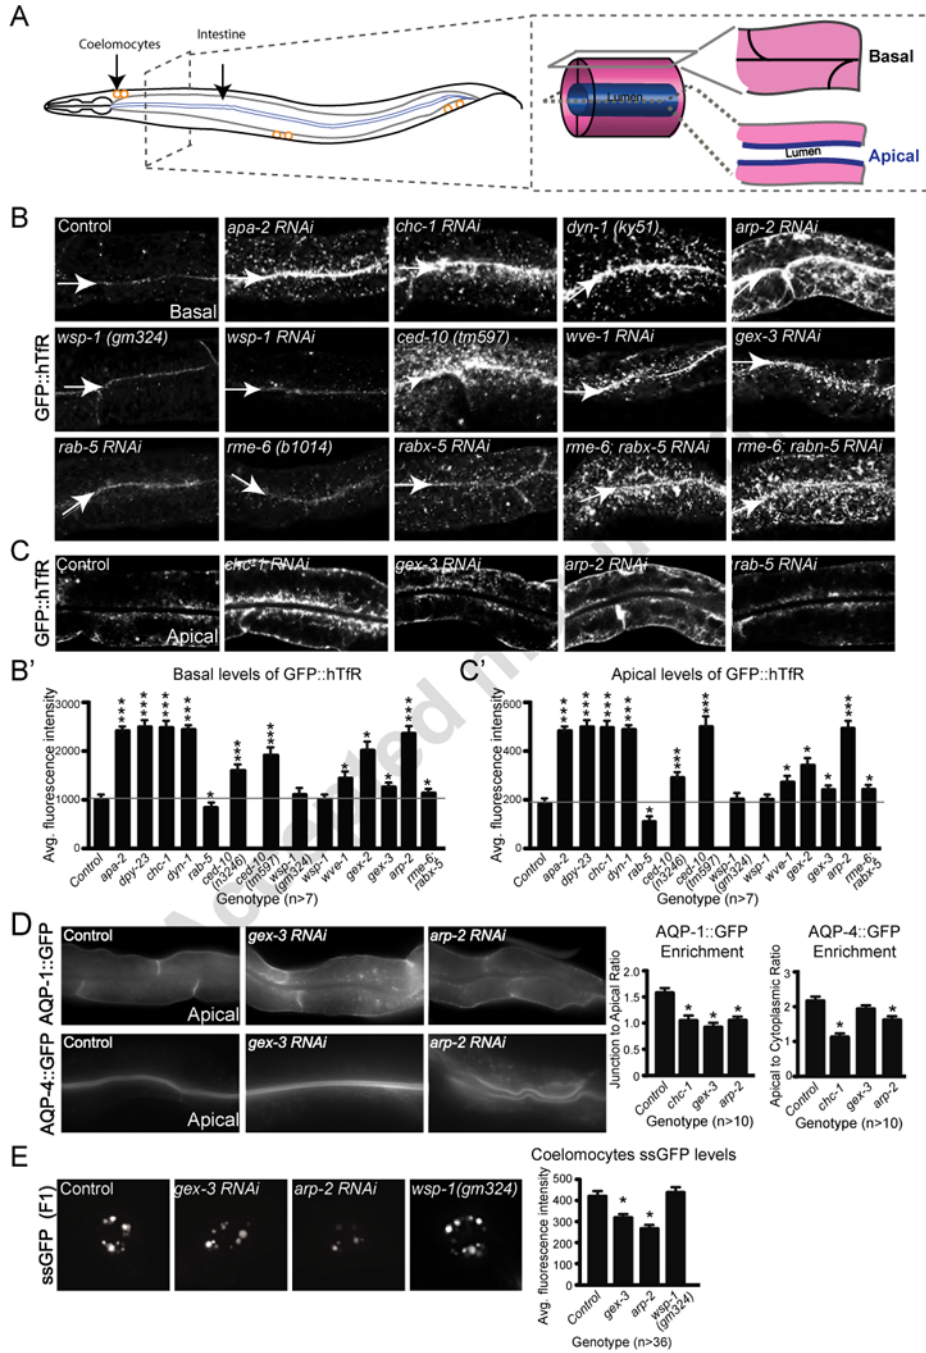 A
Coelomocytes
Intestine
Lumen
Basal
Lumen
Apical
B
GFP::hTfR
Control
Basal
apa-2 RNAi
chc-1 RNAi
dyn-1 (ky51)
arp-2 RNAi
wsp-1 (gm324)
wsp-1 RNAi
ced-10 (tm597)
wve-1 RNAi
gex-3 RNAi
rab-5 RNAi
rme-6 (b1014)
rabx-5 RNAi
rme-6; rabx-5 RNAi
rme-6; rabn-5 RNAi
C
GFP::hTfR
Control
Apical
chc-1 RNAi
gex-3 RNAi
arp-2 RNAi
rab-5 RNAi
B'
Basal levels of GFP::hTfR
Avg. fluorescence intensity
3000
2000
1000
0
Control
apa-2
dpy-23
chc-1
dyn-1
rab-5
ced-10 (n3246)
ced-10 (tm597)
wsp-1 (gm324)
wsp-1
wve-1
gex-2
gex-3
arp-2
rme-6; rabx-5
Genotype (n>7)
C'
Apical levels of GFP::hTfR
Avg. fluorescence intensity
600
400
200
0
Control
apa-2
dpy-23
chc-1
dyn-1
rab-5
ced-10 (n3246)
ced-10 (tm597)
wsp-1 (gm324)
wsp-1
wve-1
gex-2
gex-3
arp-2
rme-6; rabx-5
Genotype (n>7)
D
AQP-1::GFP
Control
Apical
gex-3 RNAi
arp-2 RNAi
AQP-4::GFP
Control
Apical
gex-3 RNAi
arp-2 RNAi
AQP-1::GFP
Enrichment
Junction to Apical Ratio
2.0
1.5
1.0
0.5
0.0
Control
chc-1
gex-3
arp-2
Genotype (n>10)
AQP-4::GFP
Enrichment
Apical to Cytoplasmic Ratio
3
2
1
0
Control
chc-1
gex-3
arp-2
Genotype (n>10)
E
ssGFP (F1)
Control
gex-3 RNAi
arp-2 RNAi
wsp-1(gm324)
Coelomocytes ssGFP levels
Avg. fluorescence intensity
500
400
300
200
100
0
Control
gex-3
arp-2
wsp-1 (gm324)
Genotype (n>36)